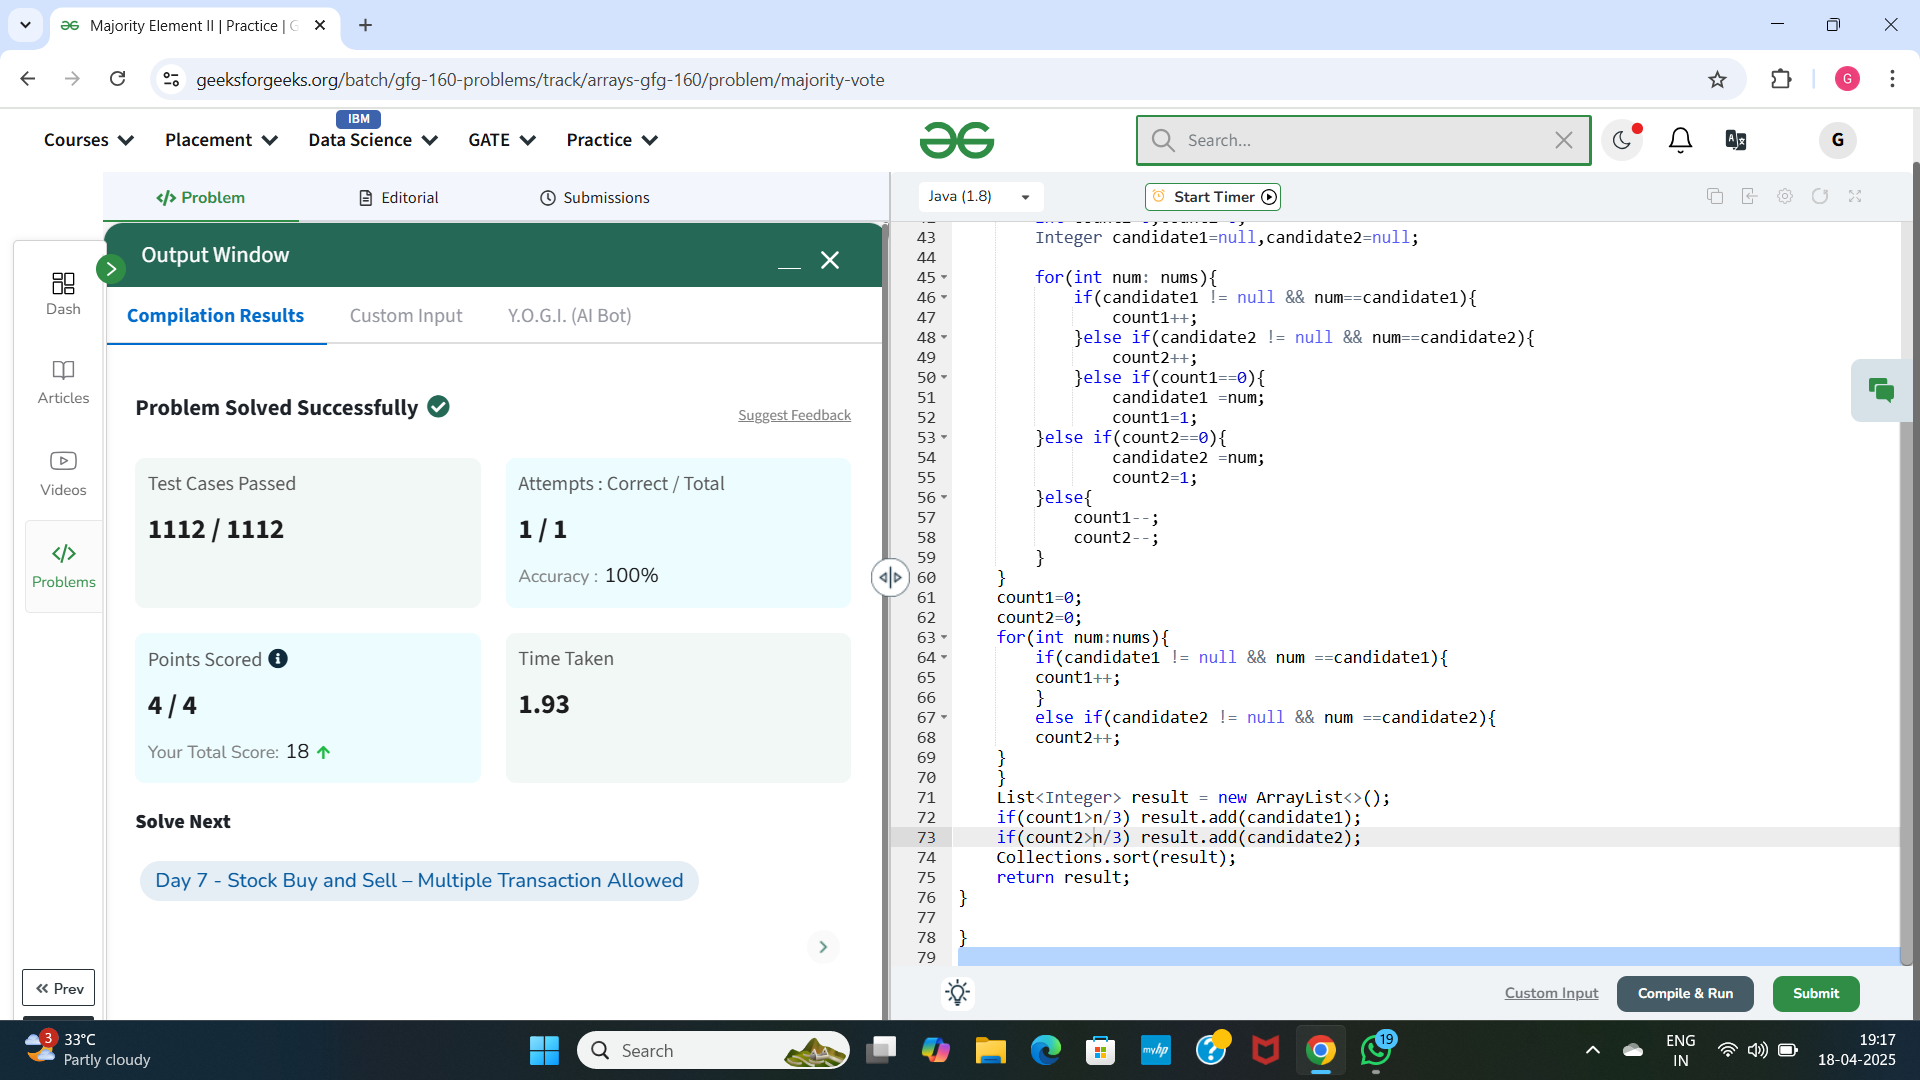 Majority Element II | Practice | G
geeksforgeeks.org/batch/gfg-160-problems/track/arrays-gfg-160/problem/majority-vote
G
IBM
Courses Placement Data Science GATE Practice
Search...
G
Problem Editorial Submissions
Java (1.8) Start Timer
Output Window
Dash
Articles
Videos
Problems
Prev
Compilation Results Custom Input Y.O.G.I. (AI Bot)
Problem Solved Successfully
Suggest Feedback
Test Cases Passed
1112 / 1112
Attempts : Correct / Total
1 / 1
Accuracy : 100%
Points Scored
4 / 4
Your Total Score: 18
Time Taken
1.93
Solve Next
Day 7 - Stock Buy and Sell – Multiple Transaction Allowed
43 Integer candidate1=null,candidate2=null;
44
45 for(int num: nums){
46 if(candidate1 != null && num==candidate1){
47 count1++;
48 }else if(candidate2 != null && num==candidate2){
49 count2++;
50 }else if(count1==0){
51 candidate1 =num;
52 count1=1;
53 }else if(count2==0){
54 candidate2 =num;
55 count2=1;
56 }else{
57 count1--;
58 count2--;
59 }
60 }
61 count1=0;
62 count2=0;
63 for(int num:nums){
64 if(candidate1 != null && num ==candidate1){
65 count1++;
66 }
67 else if(candidate2 != null && num ==candidate2){
68 count2++;
69 }
70 }
71 List<Integer> result = new ArrayList<>();
72 if(count1>n/3) result.add(candidate1);
73 if(count2>n/3) result.add(candidate2);
74 Collections.sort(result);
75 return result;
76 }
77
78 }
79
Custom Input Compile & Run Submit
3
33°C
Partly cloudy
Search
myhp
19
ENG
IN
19:17
18-04-2025